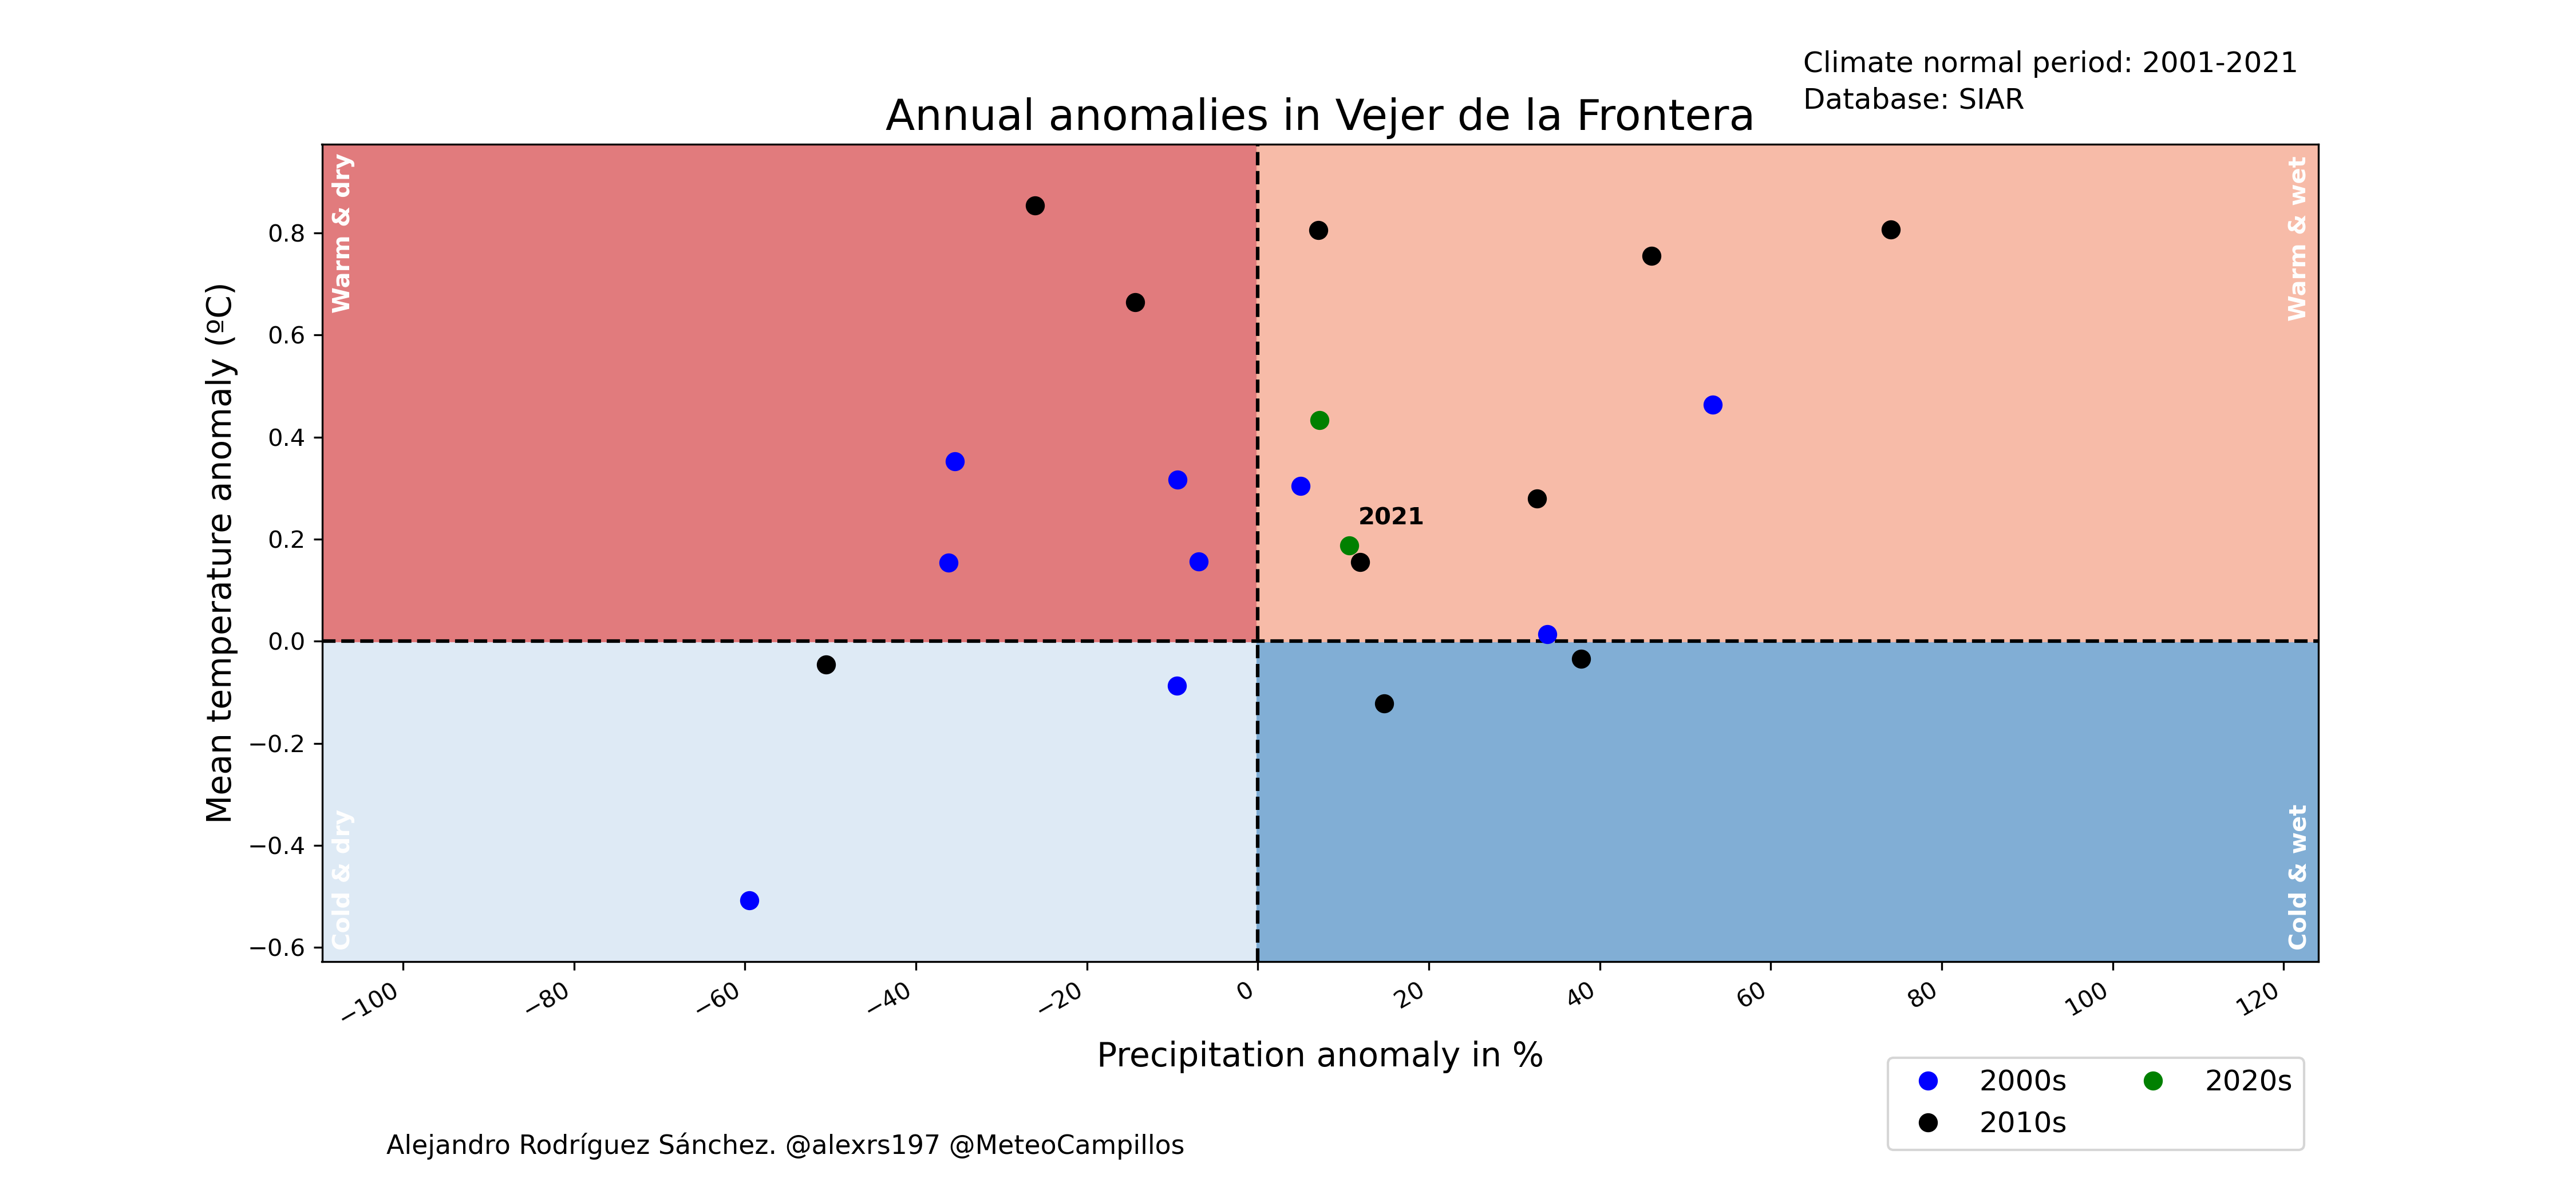 Climate normal period: 2001-2021
Database: SIAR
Annual anomalies in Vejer de la Frontera
Warm & dry
Warm & wet
Mean temperature anomaly (ºC)
0.8
0.6
0.4
0.2
0.0
−0.2
−0.4
−0.6
2021
Cold & dry
Cold & wet
−100
−80
−60
−40
−20
0
20
40
60
80
100
120
Precipitation anomaly in %
2000s
2010s
2020s
Alejandro Rodríguez Sánchez. @alexrs197 @MeteoCampillos